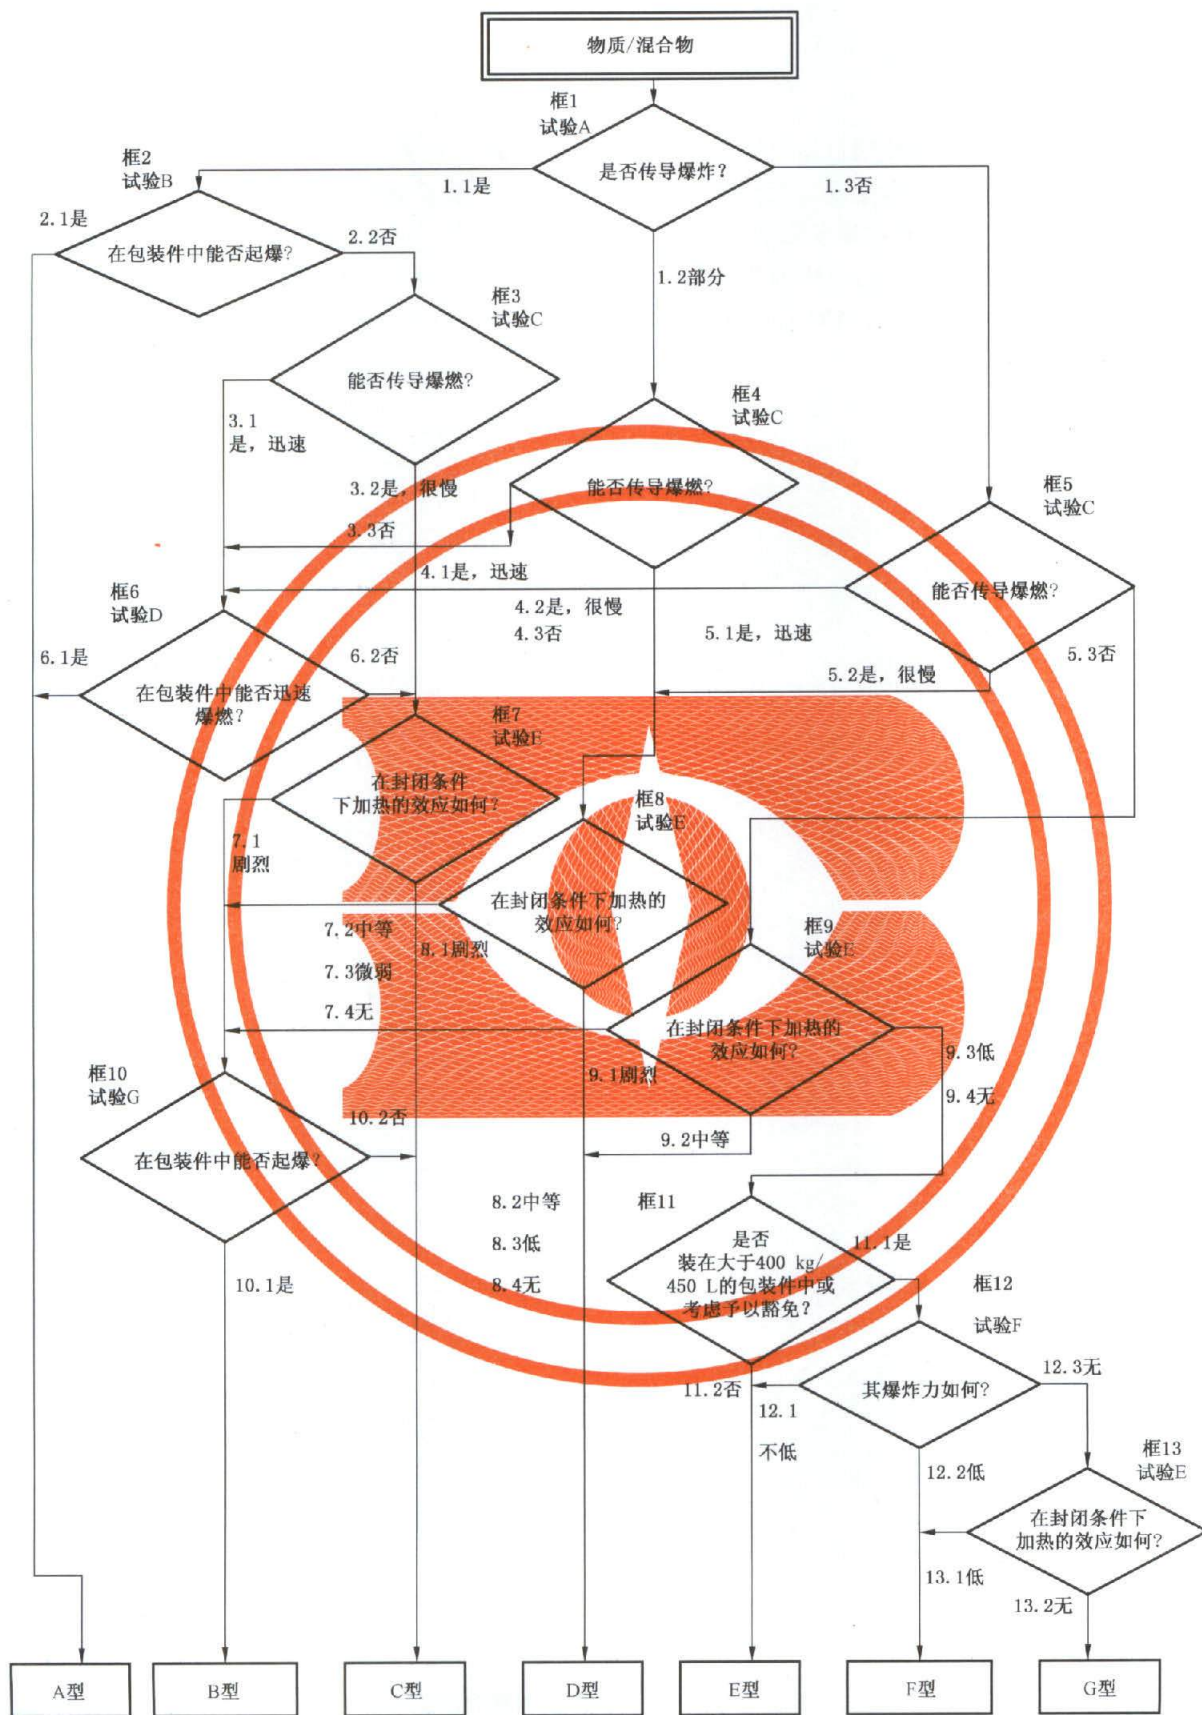 物质/混合物
框1
试验A
是否传导爆炸?
1.1是
1.3否
1.2部分
框2
试验B
2.1是
在包装件中能否起爆?
2.2否
框3
试验C
能否传导爆燃?
3.1
是，迅速
3.2是，很慢
3.3否
框4
试验C
能否传导爆燃?
4.1是，迅速
4.2是，很慢
4.3否
框5
试验C
能否传导爆燃?
5.1是，迅速
5.2是，很慢
5.3否
框6
试验D
6.1是
在包装件中能否迅速
爆燃?
6.2否
框7
试验E
在封闭条件
下加热的效应如何?
7.1
剧烈
7.2中等
7.3微弱
7.4无
框8
试验E
在封闭条件下加热的
效应如何?
8.1剧烈
8.2中等
8.3低
8.4无
框9
试验E
在封闭条件下加热的
效应如何?
9.1剧烈
9.2中等
9.3低
9.4无
框10
试验G
在包装件中能否起爆?
10.1是
10.2否
框11
是否
装在大于400 kg/
450 L的包装件中或
考虑予以豁免?
11.1是
11.2否
框12
试验F
其爆炸力如何?
12.1
不低
12.2低
12.3无
框13
试验E
在封闭条件下
加热的效应如何?
13.1低
13.2无
A型
B型
C型
D型
E型
F型
G型